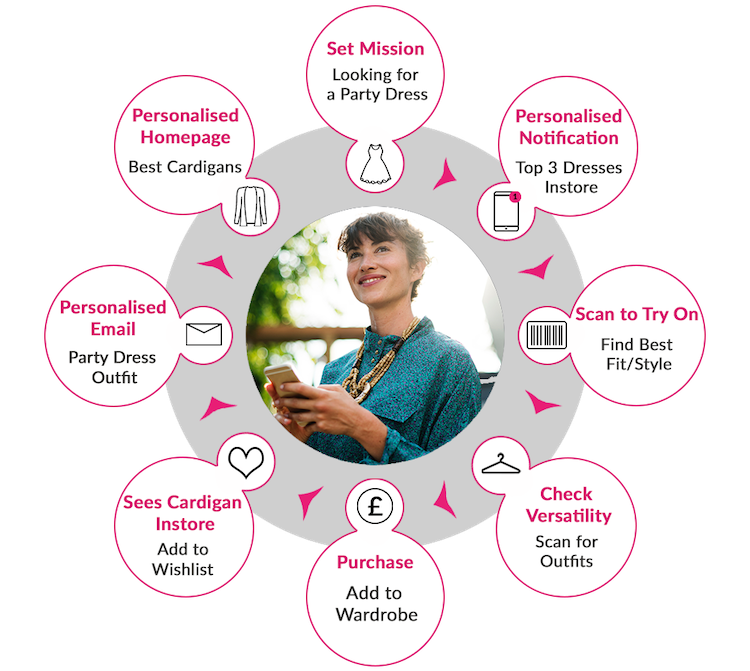 Set Mission
Looking for
a Party Dress
Personalised
Notification
Top 3 Dresses
Instore
1
Scan to Try On
Find Best
Fit/Style
Check
Versatility
Scan for
Outfits
£
Purchase
Add to
Wardrobe
Sees Cardigan
Instore
Add to
Wishlist
Personalised
Email
Party Dress
Outfit
Personalised
Homepage
Best Cardigans